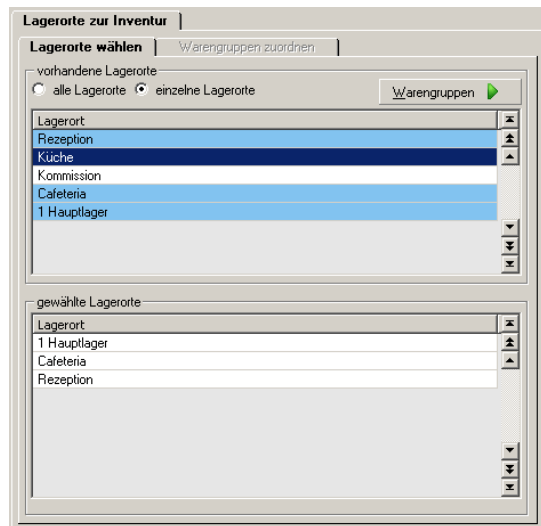 Lagerorte zur Inventur
Lagerorte wählen
Warengruppen zuordnen
vorhandene Lagerorte
alle Lagerorte
einzelne Lagerorte
Warengruppen
Lagerort
Rezeption
Küche
Kommission
Cafeteria
1 Hauptlager
gewählte Lagerorte
Lagerort
1 Hauptlager
Cafeteria
Rezeption